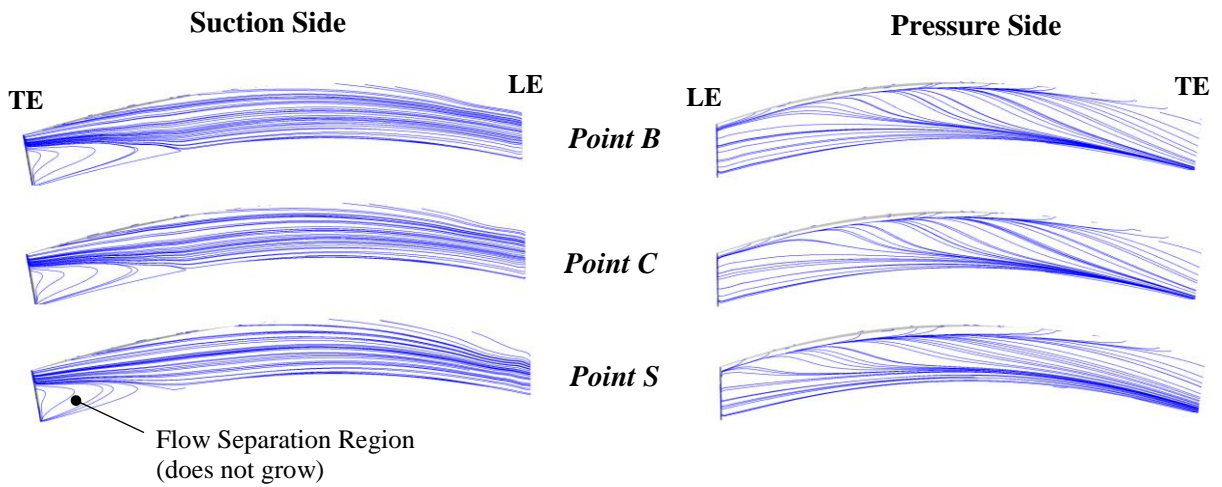 Suction Side
Pressure Side
TE
LE
LE
TE
Point B
Point C
Point S
Flow Separation Region
(does not grow)